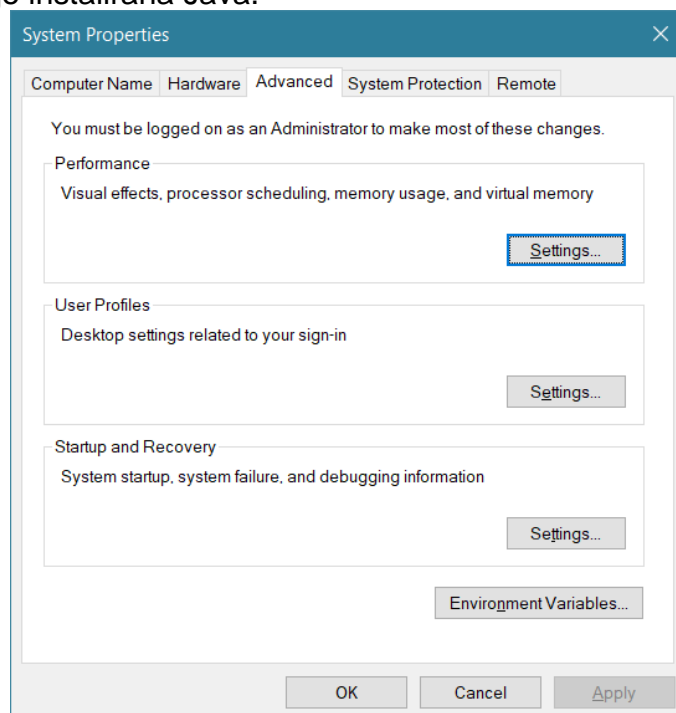 instalirana Java.
System Properties
Computer Name Hardware Advanced System Protection Remote
You must be logged on as an Administrator to make most of these changes.
Performance
Visual effects, processor scheduling, memory usage, and virtual memory
Settings...
User Profiles
Desktop settings related to your sign-in
Settings...
Startup and Recovery
System startup, system failure, and debugging information
Settings...
Environment Variables...
OK Cancel Apply